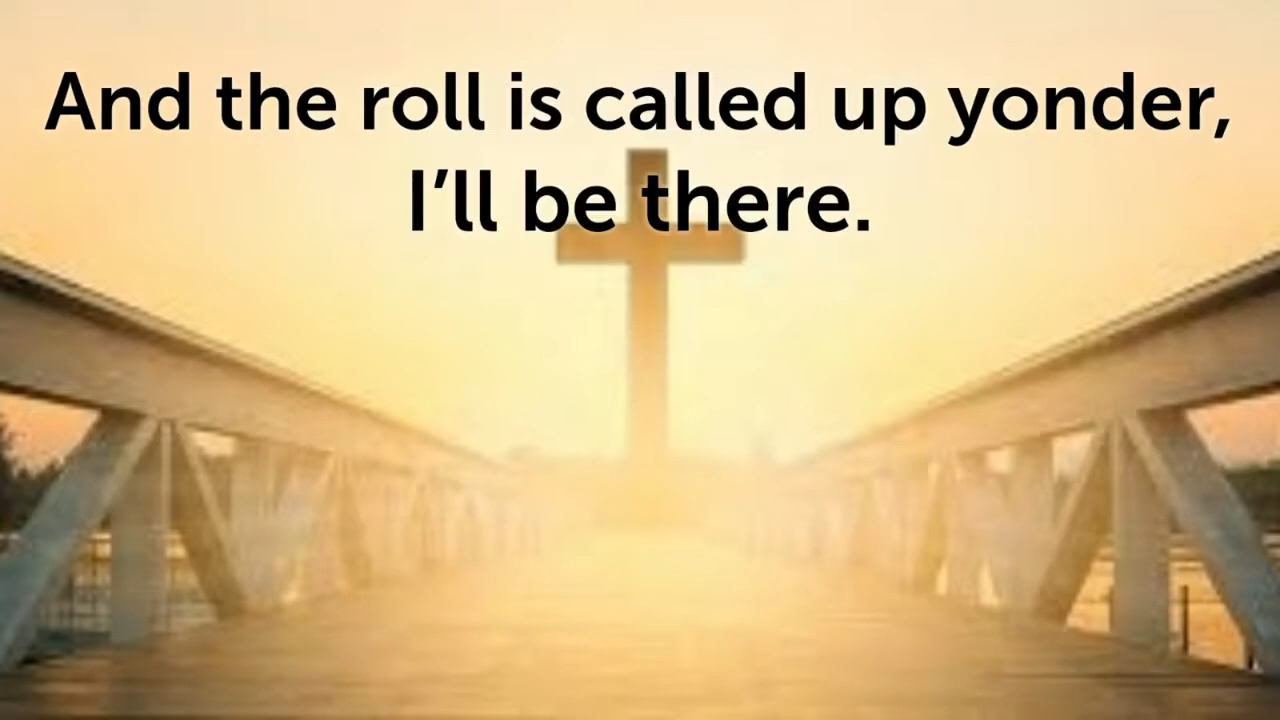 And the roll is called up yonder,
I’ll be there.